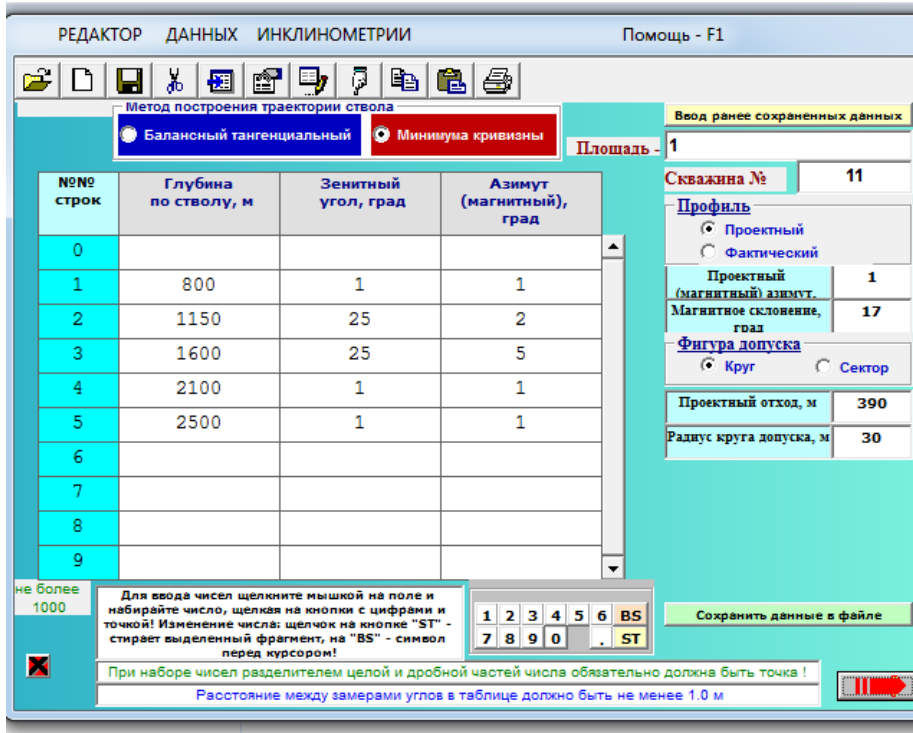 РЕДАКТОР ДАННЫХ ИНКЛИНОМЕТРИИ Помощь - F1
Метод построения траектории ствола
Балансный тангенциальный Минимума кривизны
Ввод ранее сохраненных данных
Площадь - 1
Скважина № 11
Профиль
Проектный
Фактический
Проектный (магнитный) азимут, 1
Магнитное склонение, град 17
Фигура допуска
Круг Сектор
Проектный отход, м 390
Радиус круга допуска, м 30
№№ строк Глубина по стволу, м Зенитный угол, град Азимут (магнитный), град
0
1 800 1 1
2 1150 25 2
3 1600 25 5
4 2100 1 1
5 2500 1 1
6
7
8
9
не более
1000
Для ввода чисел щелкните мышкой на поле и
набирайте число, щелкая на кнопки с цифрами и
точкой! Изменение числа: щелчок на кнопке "ST" -
стирает выделенный фрагмент, на "BS" - символ
перед курсором!
1 2 3 4 5 6 BS
7 8 9 0 . ST
Сохранить данные в файле
При наборе чисел разделителем целой и дробной частей числа обязательно должна быть точка !
Расстояние между замерами углов в таблице должно быть не менее 1.0 м